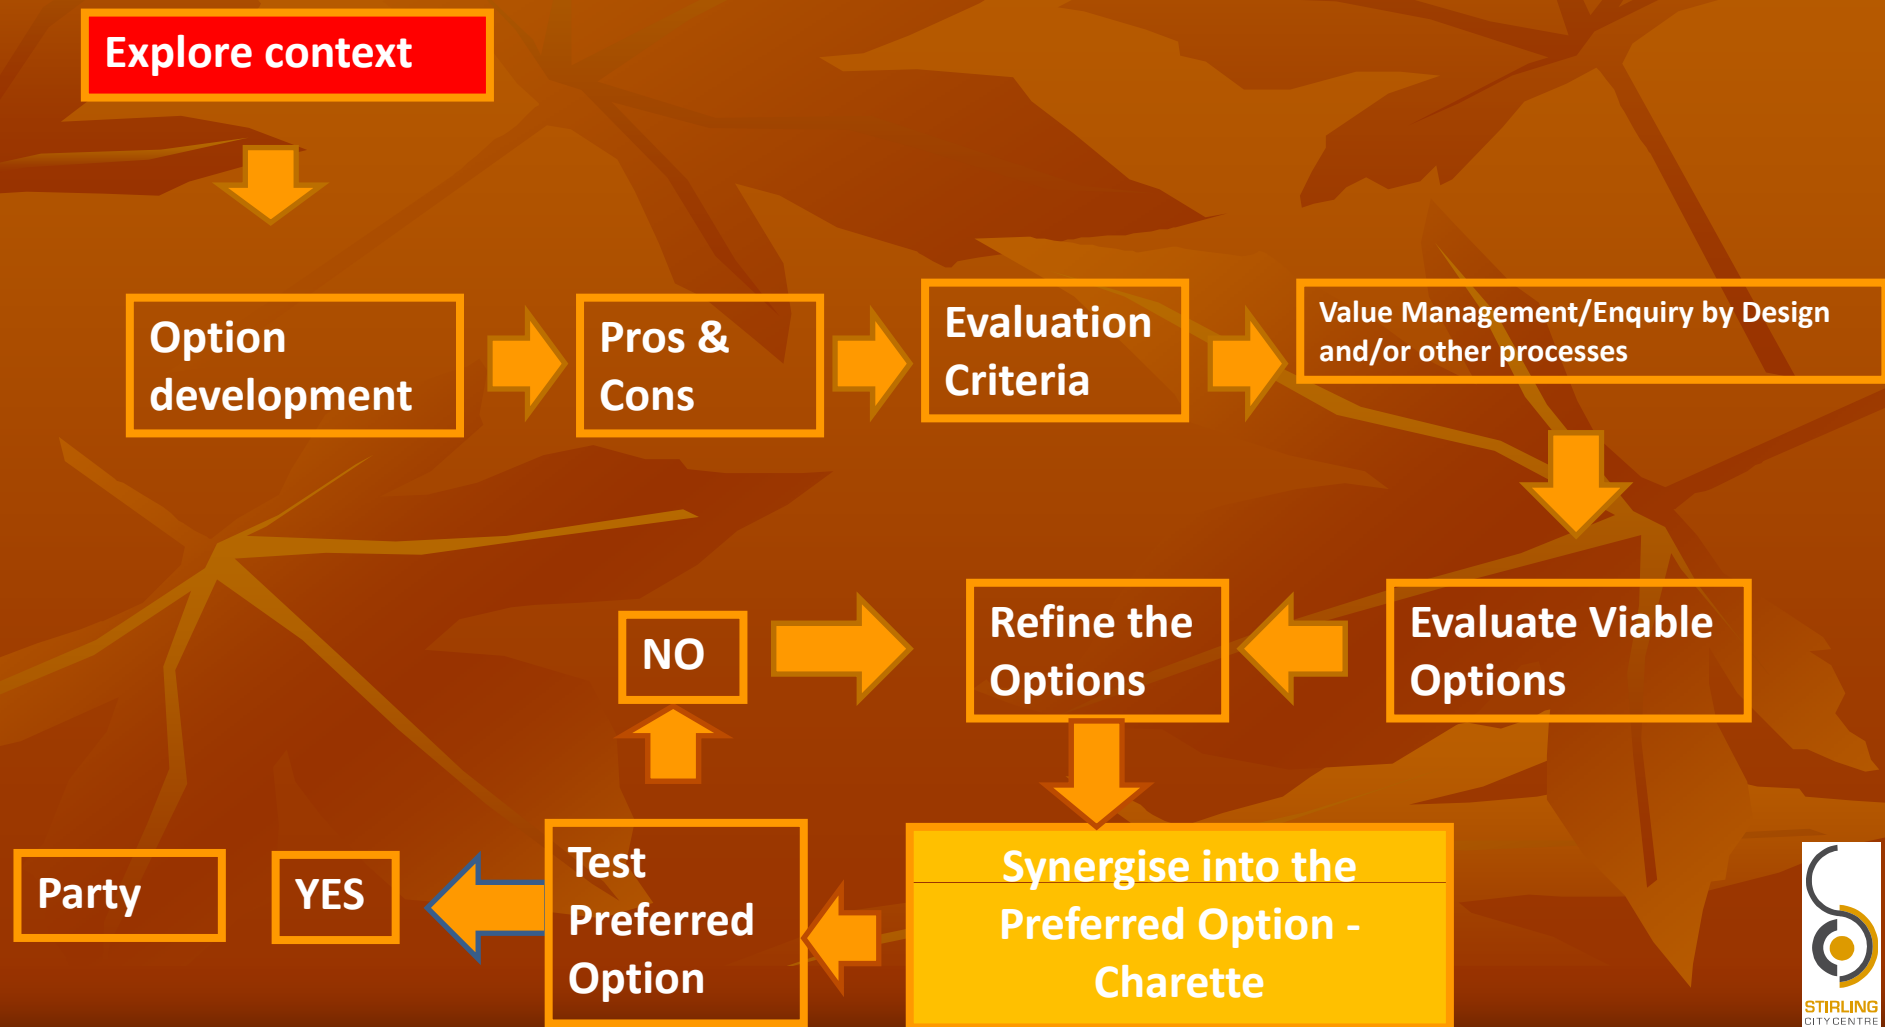 Explore context
Option
development
Pros &
Cons
Evaluation
Criteria
Value Management/Enquiry by Design
and/or other processes
Evaluate Viable
Options
Refine the
Options
NO
Synergise into the
Preferred Option -
Charette
Test
Preferred
Option
YES
Party
STIRLING
CITY CENTRE